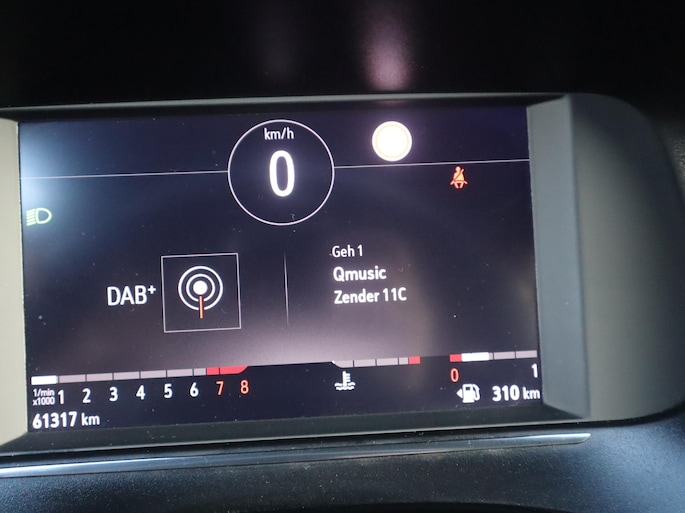 km/h
0
Geh 1
DAB+
Qmusic
Zender 11C
1/min x1000 1 2 3 4 5 6 7 8
0 1
61317 km
310 km